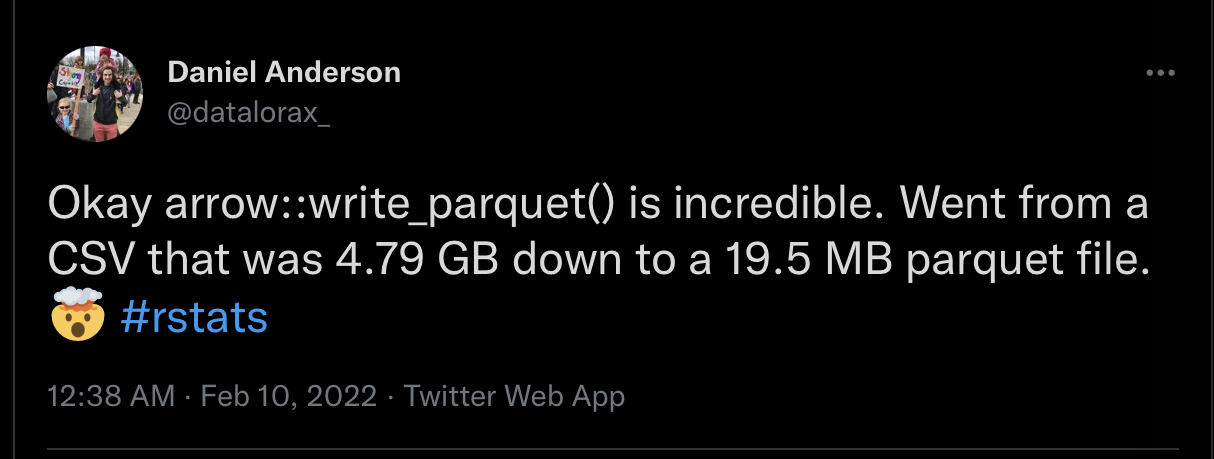 Daniel Anderson
@datalorax_
Okay arrow::write_parquet() is incredible. Went from a
CSV that was 4.79 GB down to a 19.5 MB parquet file.
🤯 #rstats
12:38 AM · Feb 10, 2022 · Twitter Web App